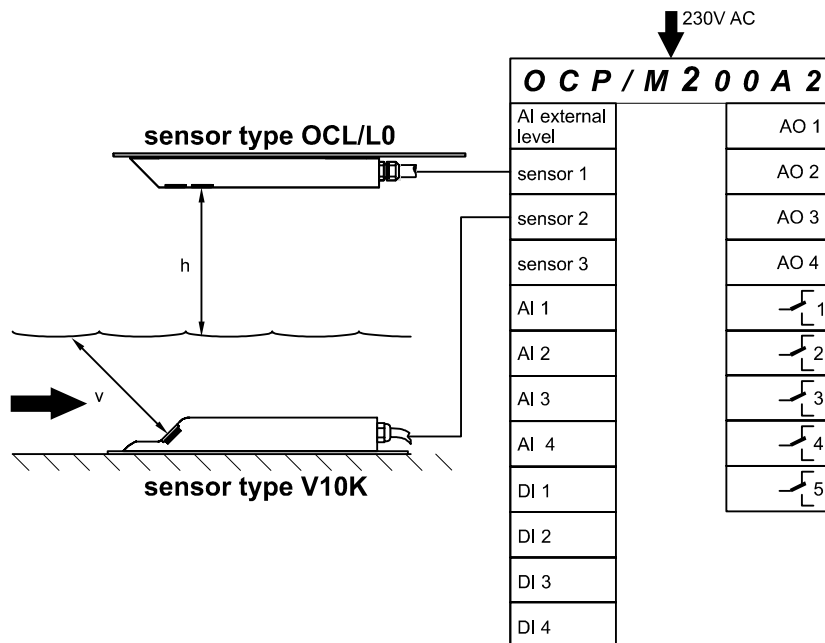 230V AC
OCP/M200A2
sensor type OCL/L0
AI external
level
sensor 1
sensor 2
sensor 3
AI 1
AI 2
AI 3
AI 4
DI 1
DI 2
DI 3
DI 4
AO 1
AO 2
AO 3
AO 4
1
2
3
4
5
h
v
sensor type V10K